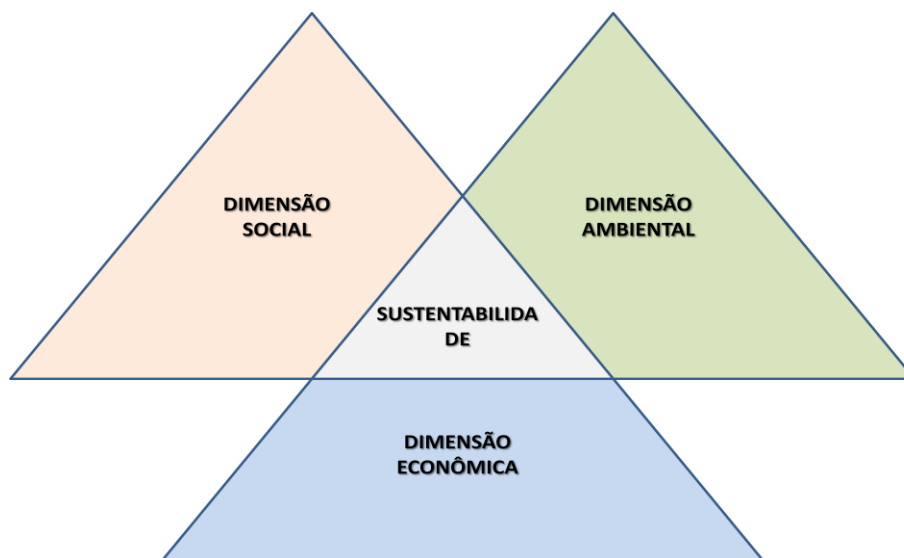 DIMENSÃO
SOCIAL
DIMENSÃO
AMBIENTAL
SUSTENTABILIDA
DE
DIMENSÃO
ECONÔMICA